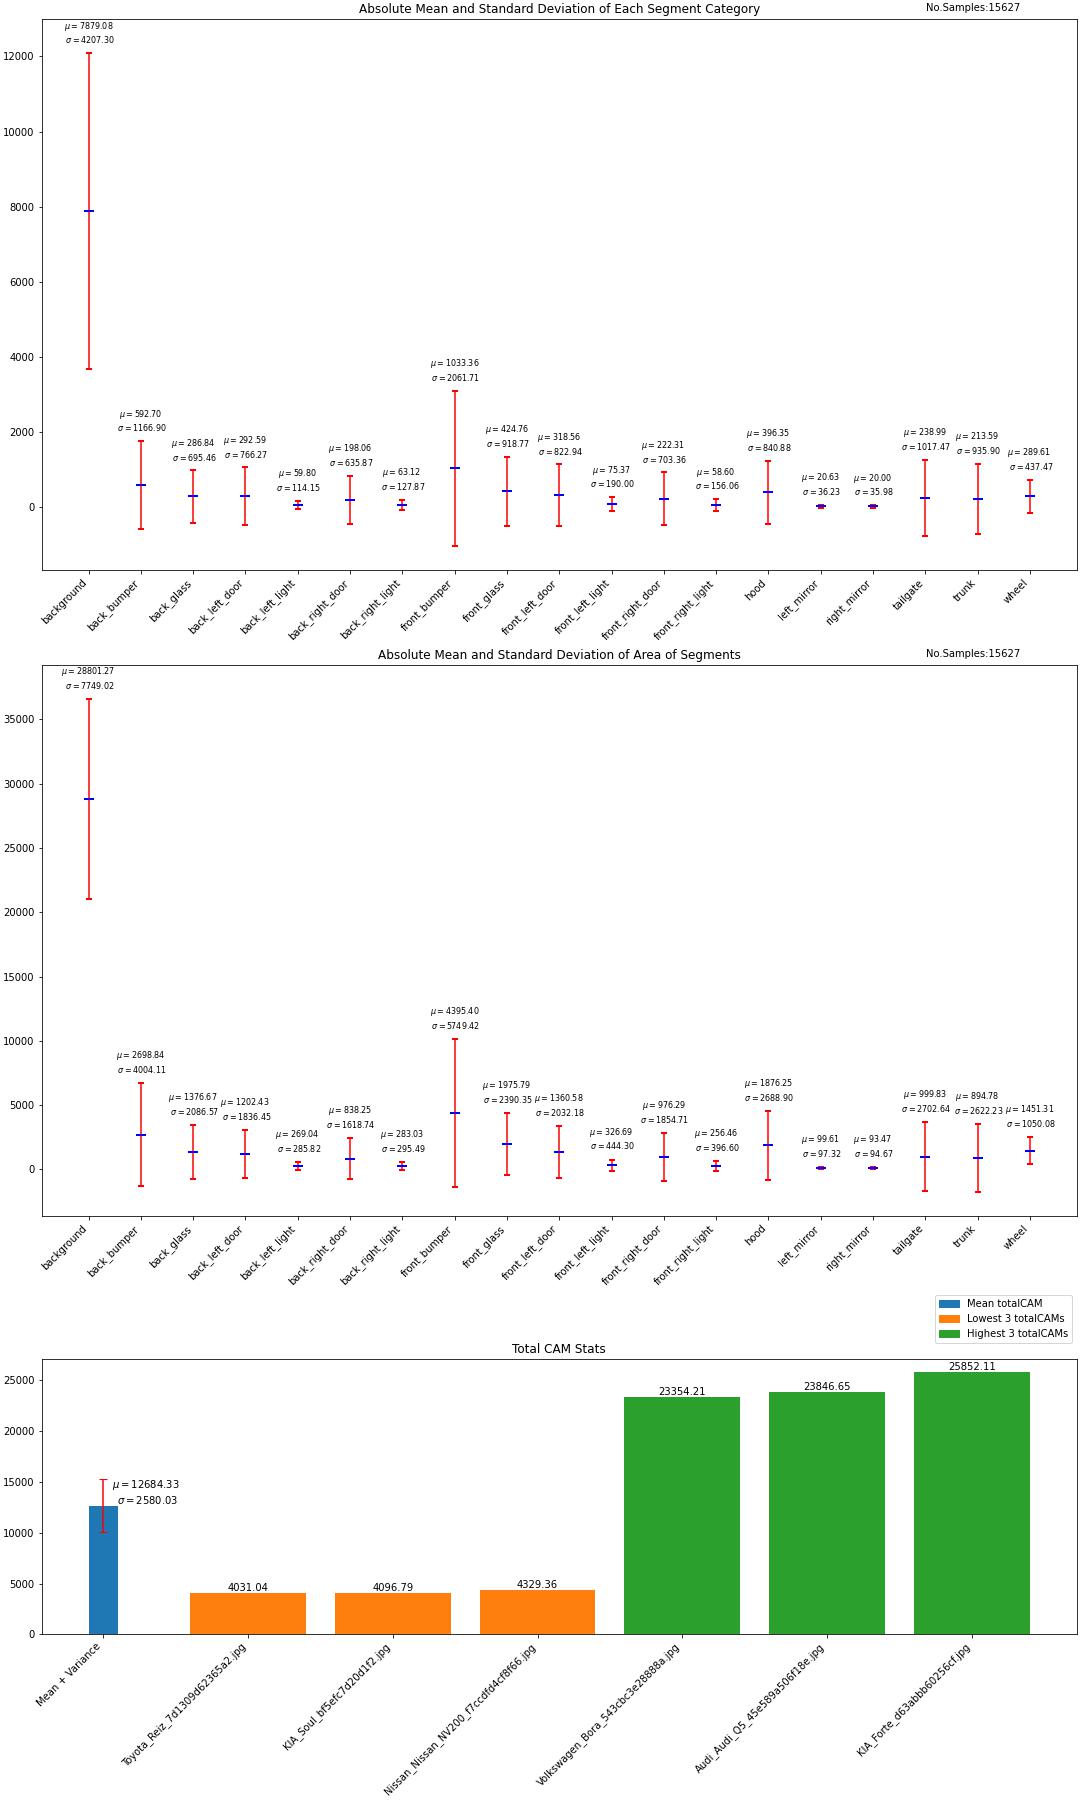 Absolute Mean and Standard Deviation of Each Segment Category
No.Samples:15627
μ = 7879.08
σ = 4207.30
μ = 592.70
σ = 1166.90
μ = 286.84
σ = 695.46
μ = 292.59
σ = 766.27
μ = 59.80
σ = 114.15
μ = 198.06
σ = 635.87
μ = 63.12
σ = 127.87
μ = 1033.36
σ = 2061.71
μ = 424.76
σ = 918.77
μ = 318.56
σ = 822.94
μ = 75.37
σ = 190.00
μ = 222.31
σ = 703.36
μ = 58.60
σ = 156.06
μ = 396.35
σ = 840.88
μ = 20.63
σ = 36.23
μ = 20.00
σ = 35.98
μ = 238.99
σ = 1017.47
μ = 213.59
σ = 935.90
μ = 289.61
σ = 437.47
12000
10000
8000
6000
4000
2000
0
background
back_bumper
back_glass
back_left_door
back_left_light
back_right_door
back_right_light
front_bumper
front_glass
front_left_door
front_left_light
front_right_door
front_right_light
hood
left_mirror
right_mirror
tailgate
trunk
wheel
Absolute Mean and Standard Deviation of Area of Segments
No.Samples:15627
μ = 28801.27
σ = 7749.02
μ = 2698.84
σ = 4004.11
μ = 1376.67
σ = 2086.57
μ = 1202.43
σ = 1836.45
μ = 269.04
σ = 285.82
μ = 838.25
σ = 1618.74
μ = 283.03
σ = 295.49
μ = 4395.40
σ = 5749.42
μ = 1975.79
σ = 2390.35
μ = 1360.58
σ = 2032.18
μ = 326.69
σ = 444.30
μ = 976.29
σ = 1854.71
μ = 256.46
σ = 396.60
μ = 1876.25
σ = 2688.90
μ = 99.61
σ = 97.32
μ = 93.47
σ = 94.67
μ = 999.83
σ = 2702.64
μ = 894.78
σ = 2622.23
μ = 1451.31
σ = 1050.08
35000
30000
25000
20000
15000
10000
5000
0
background
back_bumper
back_glass
back_left_door
back_left_light
back_right_door
back_right_light
front_bumper
front_glass
front_left_door
front_left_light
front_right_door
front_right_light
hood
left_mirror
right_mirror
tailgate
trunk
wheel
Mean totalCAM
Lowest 3 totalCAMs
Highest 3 totalCAMs
Total CAM Stats
25000
20000
15000
10000
5000
0
μ = 12684.33
σ = 2580.03
4031.04
4096.79
4329.36
23354.21
23846.65
25852.11
Mean + Variance
Toyota_Reiz_7d1309d62365a2.jpg
KIA_Soul_bf5efc7d20d1f2.jpg
Nissan_Nissan_NV200_f7ccdfd4cf8f66.jpg
Volkswagen_Bora_543cbc3e28888a.jpg
Audi_Audi_Q5_45e589a506f18e.jpg
KIA_Forte_d63abbb60256cf.jpg